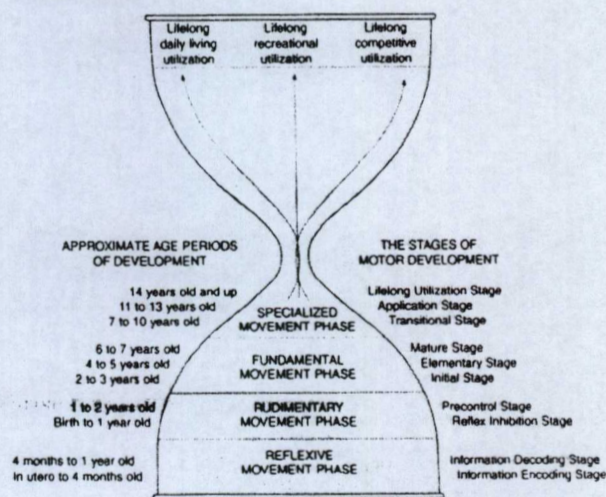 Lifelong daily living utilization
Lifelong recreational utilization
Lifelong competitive utilization
APPROXIMATE AGE PERIODS
OF DEVELOPMENT
THE STAGES OF
MOTOR DEVELOPMENT
14 years old and up
11 to 13 years old
7 to 10 years old
SPECIALIZED
MOVEMENT PHASE
Lifelong Utilization Stage
Application Stage
Transitional Stage
6 to 7 years old
4 to 5 years old
2 to 3 years old
FUNDAMENTAL
MOVEMENT PHASE
Mature Stage
Elementary Stage
Initial Stage
1 to 2 years old
Birth to 1 year old
RUDIMENTARY
MOVEMENT PHASE
Precontrol Stage
Reflex Inhibition Stage
4 months to 1 year old
In utero to 4 months old
REFLEXIVE
MOVEMENT PHASE
Information Decoding Stage
Information Encoding Stage